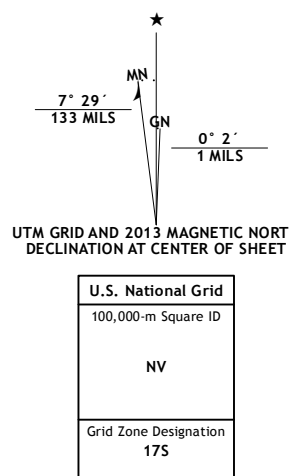 ★
MN
GN
7° 29´
133 MILS
0° 2´
1 MILS
UTM GRID AND 2013 MAGNETIC NORT
DECLINATION AT CENTER OF SHEET
U.S. National Grid
100,000-m Square ID
NV
Grid Zone Designation
17S